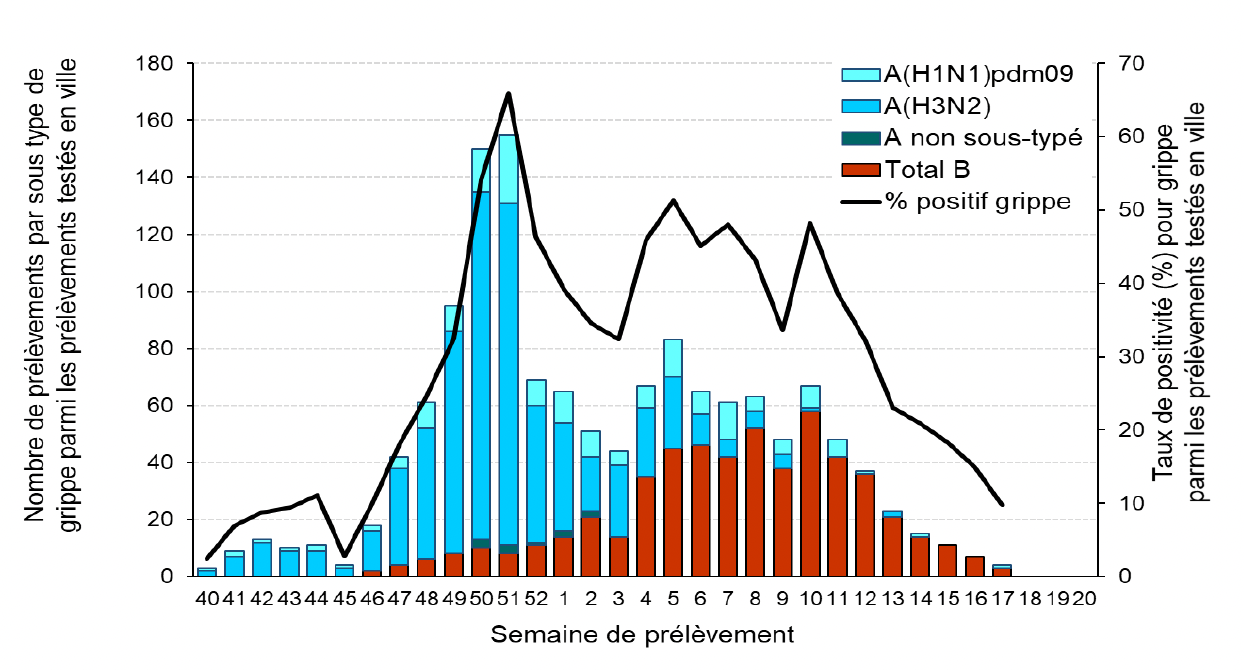 Nombre de prélèvements par sous type de
grippe parmi les prélèvements testés en ville
180
160
140
120
100
80
60
40
20
0
A(H1N1)pdm09
A(H3N2)
A non sous-typé
Total B
% positif grippe
70
60
50
40
30
20
10
0
Taux de positivité (%) pour grippe
parmi les prélèvements testés en ville
40 41 42 43 44 45 46 47 48 49 50 51 52 1 2 3 4 5 6 7 8 9 10 11 12 13 14 15 16 17 18 19 20
Semaine de prélèvement